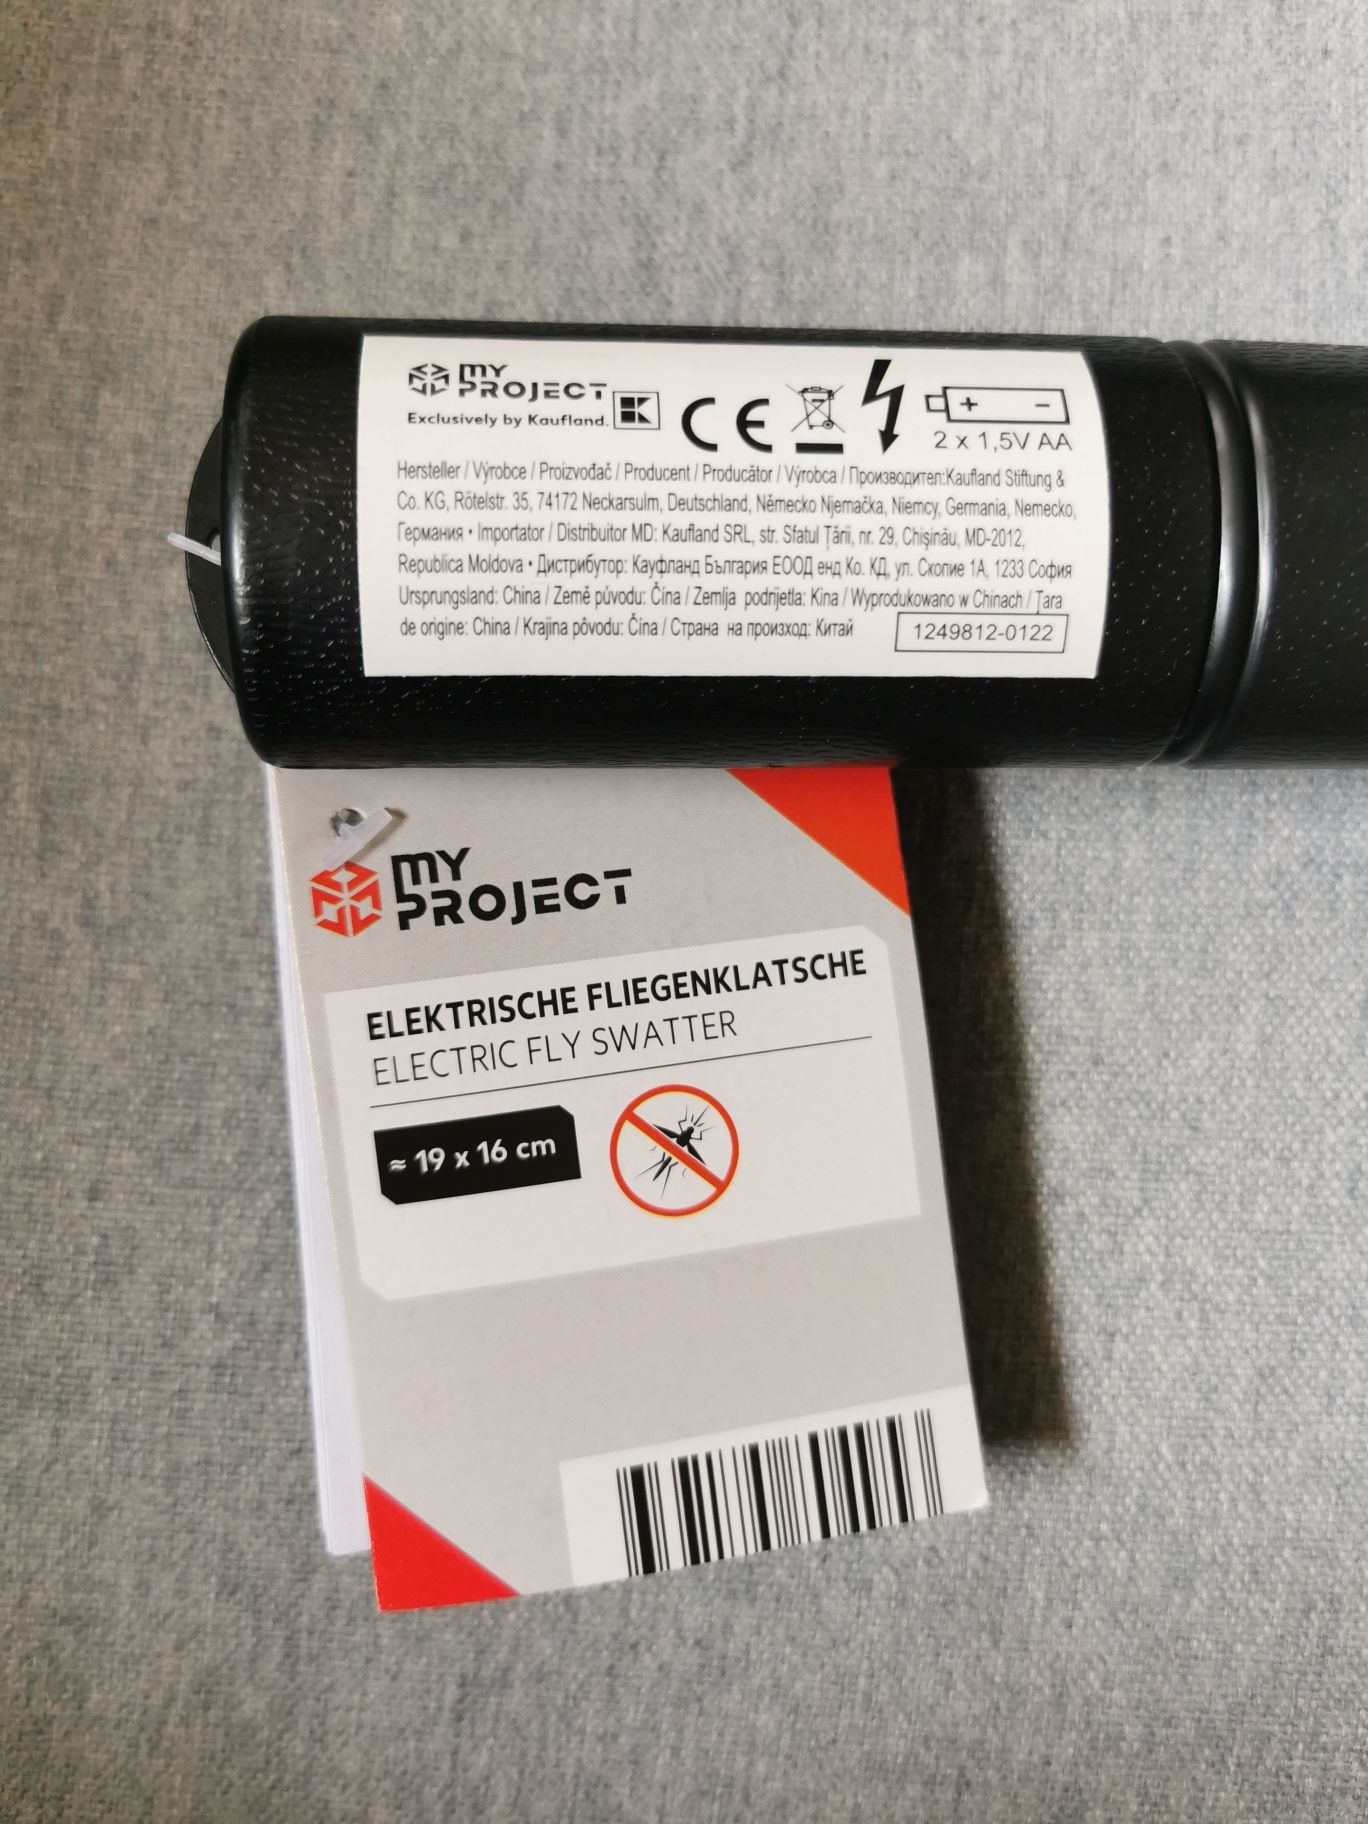 MY
PROJECT
Exclusively by Kaufland.
CE
+ −
2 x 1,5V AA
Hersteller / Výrobce / Proizvođač / Producent / Producător / Výrobca / Производител:Kaufland Stiftung &
Co. KG, Rötelstr. 35, 74172 Neckarsulm, Deutschland, Německo Njemačka, Niemcy, Germania, Nemecko,
Германия • Importator / Distribuitor MD: Kaufland SRL, str. Sfatul Țării, nr. 29, Chişinău, MD-2012,
Republica Moldova • Дистрибутор: Кауфланд България ЕООД енд Ко. КД, ул. Скопие 1А, 1233 София
Ursprungsland: China / Země původu: Čína / Zemlja podrijetla: Kina / Wyprodukowano w Chinach / Țara
de origine: China / Krajina pôvodu: Čína / Страна на произход: Китай
1249812-0122
MY
PROJECT
ELEKTRISCHE FLIEGENKLATSCHE
ELECTRIC FLY SWATTER
≈ 19 x 16 cm